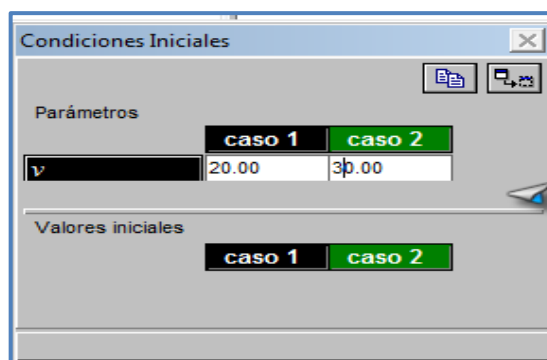 Condiciones Iniciales
Parámetros
caso 1 caso 2
v 20.00 30.00
Valores iniciales
caso 1 caso 2